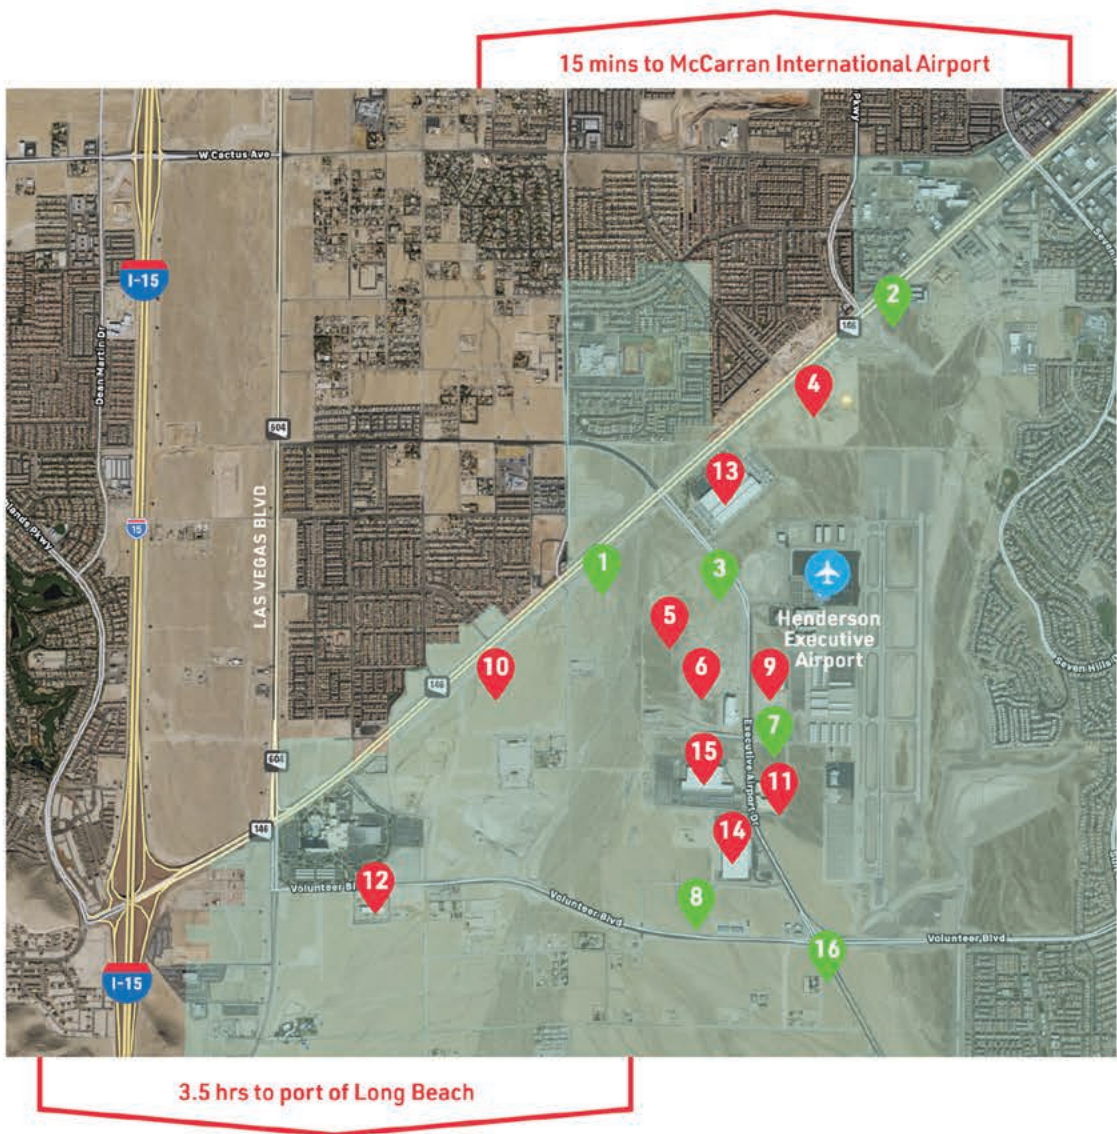 15 mins to McCarran International Airport
Pkwy
W Cactus Ave
I-15
2
146
Dean Martin Dr
4
604
13
15
LAS VEGAS BLVD
1
3
Henderson
Executive
Airport
5
6
9
10
146
Seven Hills
7
604
15
Executive Airport Dr
11
146
14
12
Volunteer Bl
8
Volunteer Blvd
16
Volunteer Blvd
I-15
3.5 hrs to port of Long Beach